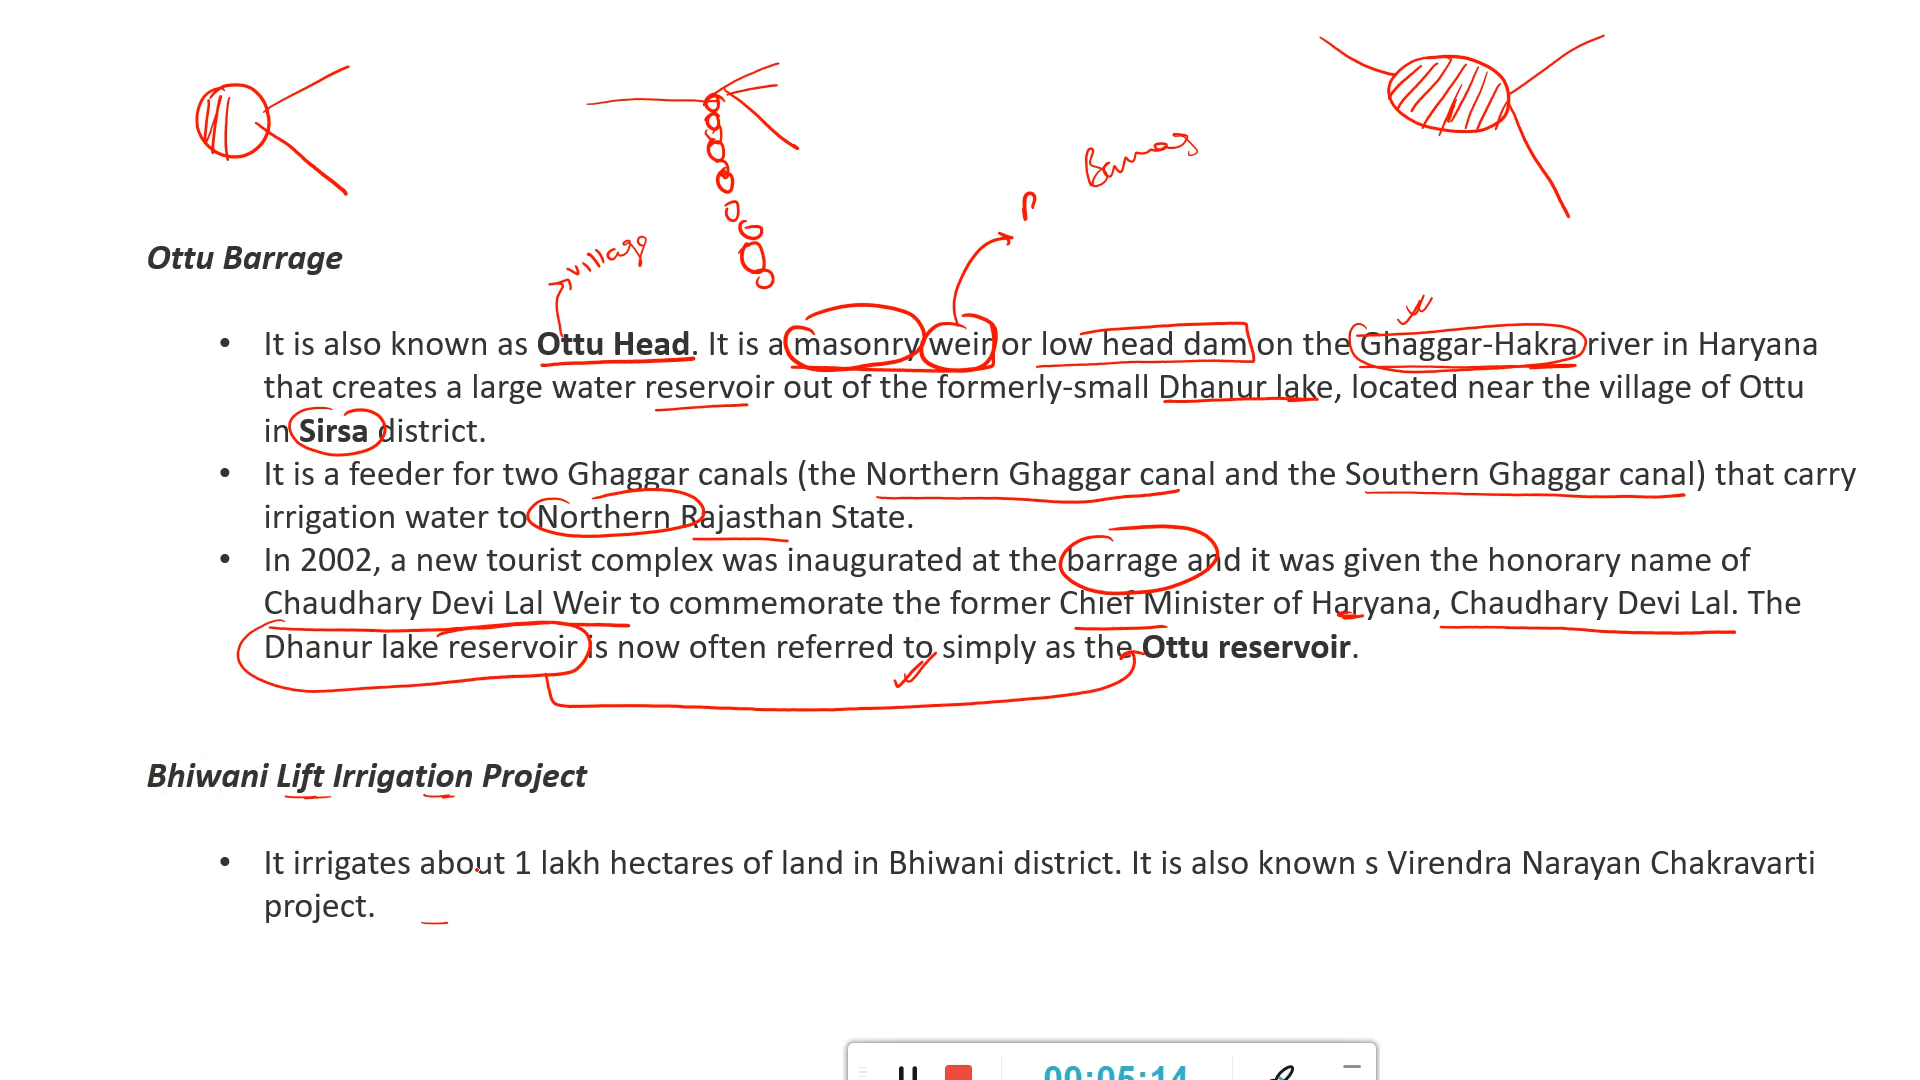 Ottu Barrage
village
• It is also known as Ottu Head. It is a masonry weir or low head dam on the Ghaggar-Hakra river in Haryana
that creates a large water reservoir out of the formerly-small Dhanur lake, located near the village of Ottu
in Sirsa district.
• It is a feeder for two Ghaggar canals (the Northern Ghaggar canal and the Southern Ghaggar canal) that carry
irrigation water to Northern Rajasthan State.
• In 2002, a new tourist complex was inaugurated at the barrage and it was given the honorary name of
Chaudhary Devi Lal Weir to commemorate the former Chief Minister of Haryana, Chaudhary Devi Lal. The
Dhanur lake reservoir is now often referred to simply as the Ottu reservoir.
Bhiwani Lift Irrigation Project
• It irrigates about 1 lakh hectares of land in Bhiwani district. It is also known s Virendra Narayan Chakravarti
project.
00:05:14